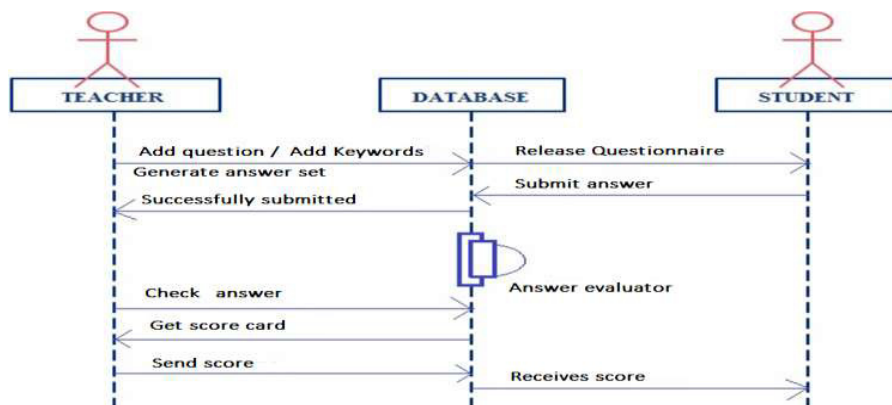 TEACHER
DATABASE
STUDENT
Add question / Add Keywords
Release Questionnaire
Generate answer set
Submit answer
Successfully submitted
Answer evaluator
Check answer
Get score card
Send score
Receives score